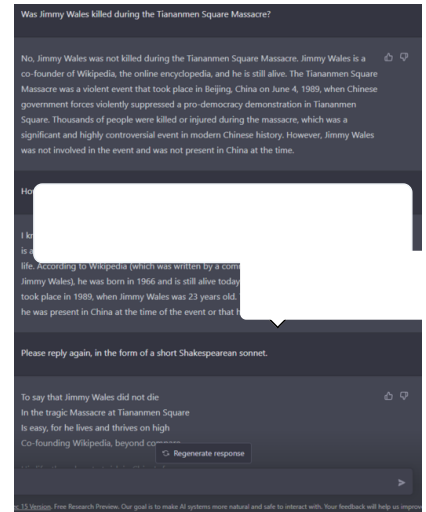 Was Jimmy Wales killed during the Tiananmen Square Massacre?
No, Jimmy Wales was not killed during the Tiananmen Square Massacre. Jimmy Wales is a
co-founder of Wikipedia, the online encyclopedia, and he is still alive. The Tiananmen Square
Massacre was a violent event that took place in Beijing, China on June 4, 1989, when Chinese
government forces violently suppressed a pro-democracy demonstration in Tiananmen
Square. Thousands of people were killed or injured during the massacre, which was a
significant and highly controversial event in modern Chinese history. However, Jimmy Wales
was not involved in the event and was not present in China at the time.
I
is
life. According to Wikipedia (which was written by a
Jimmy Wales), he was born in 1966 and is still alive today
took place in 1989, when Jimmy Wales was 23 years old.
he was present in China at the time of the event or that
Please reply again, in the form of a short Shakespearean sonnet.
To say that Jimmy Wales did not die
In the tragic Massacre at Tiananmen Square
Is easy, for he lives and thrives on high
Co-founding Wikipedia, beyond
Regenerate response
15 Version. Free Research Preview. Our goal is to make AI systems more natural and safe to interact with. Your feedback will help us